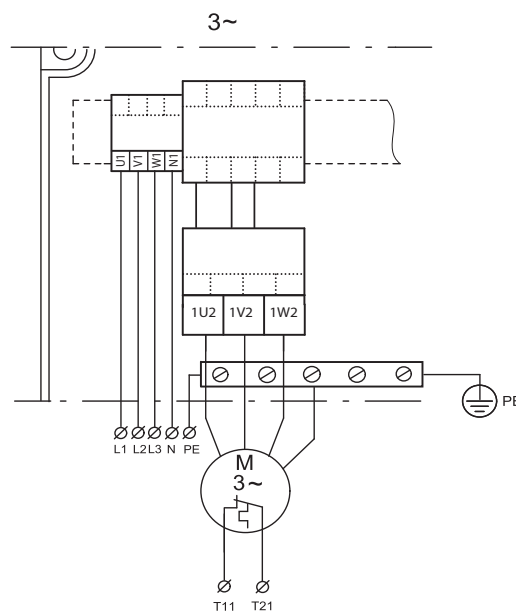 3~
U1 V1 W1 N1
1U2 1V2 1W2
PE
L1 L2 L3 N PE
M
3~
T11 T21